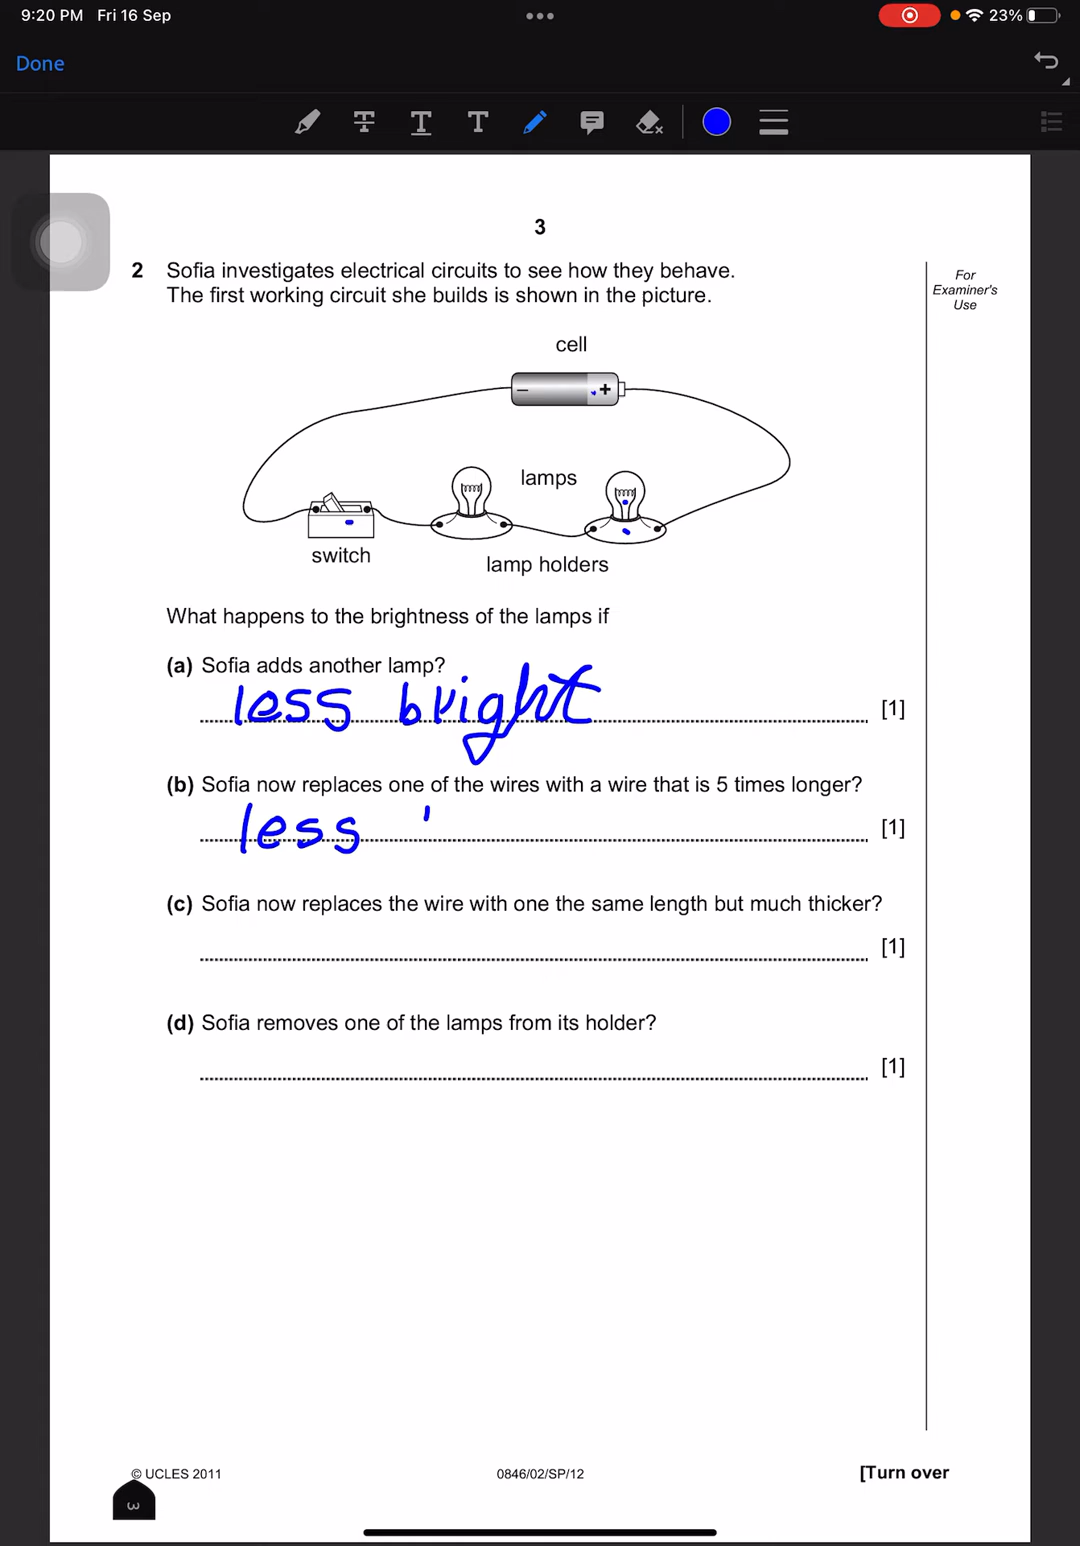 9:20 PM Fri 16 Sep
23%
Done
3
2 Sofia investigates electrical circuits to see how they behave.
The first working circuit she builds is shown in the picture.
For
Examiner's
Use
cell
– +
lamps
switch
lamp holders
What happens to the brightness of the lamps if
(a) Sofia adds another lamp?
less bright [1]
(b) Sofia now replaces one of the wires with a wire that is 5 times longer?
less [1]
(c) Sofia now replaces the wire with one the same length but much thicker?
[1]
(d) Sofia removes one of the lamps from its holder?
[1]
© UCLES 2011 0846/02/SP/12 [Turn over
3